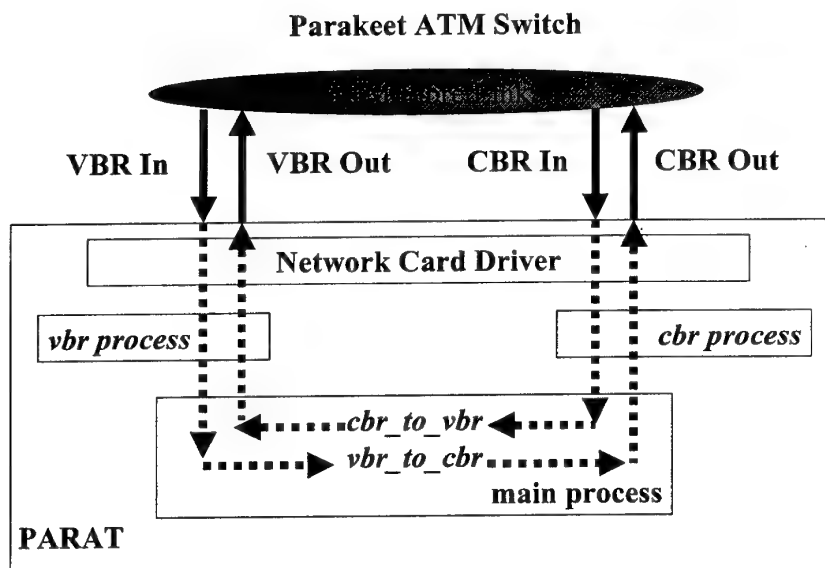 Parakeet ATM Switch
VBR In
VBR Out
CBR In
CBR Out
Network Card Driver
vbr process
cbr process
cbr_to_vbr
vbr_to_cbr
main process
PARAT